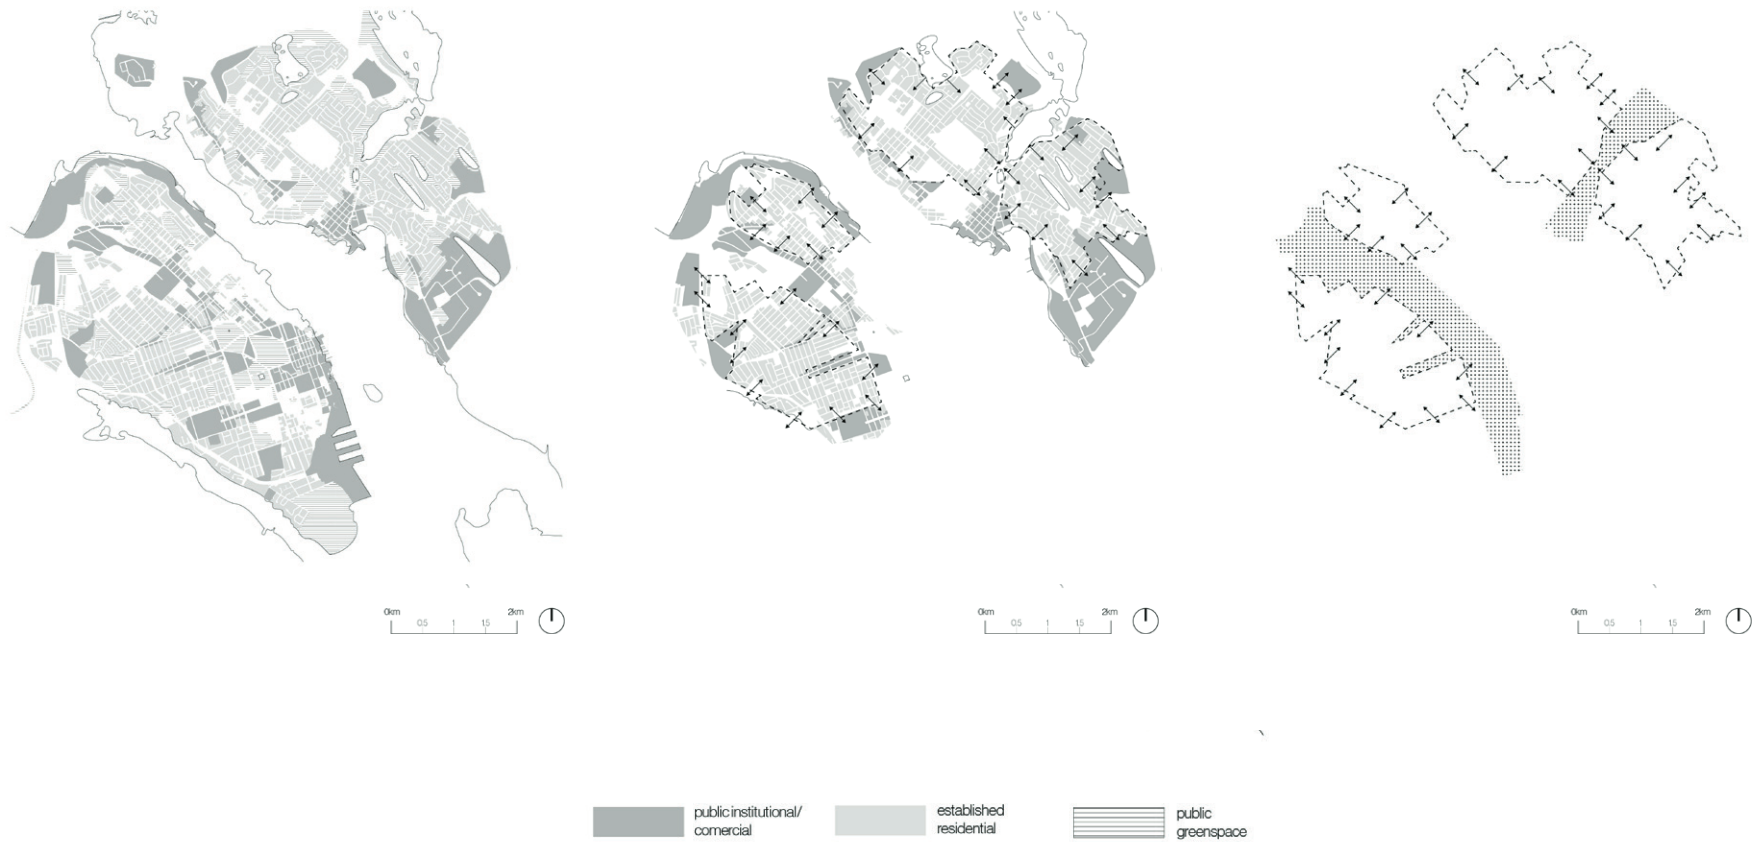 0km 2km
0.5 1 1.5
0km 2km
0.5 1 1.5
0km 2km
0.5 1 1.5
public institutional/
comercial
established
residential
public
greenspace